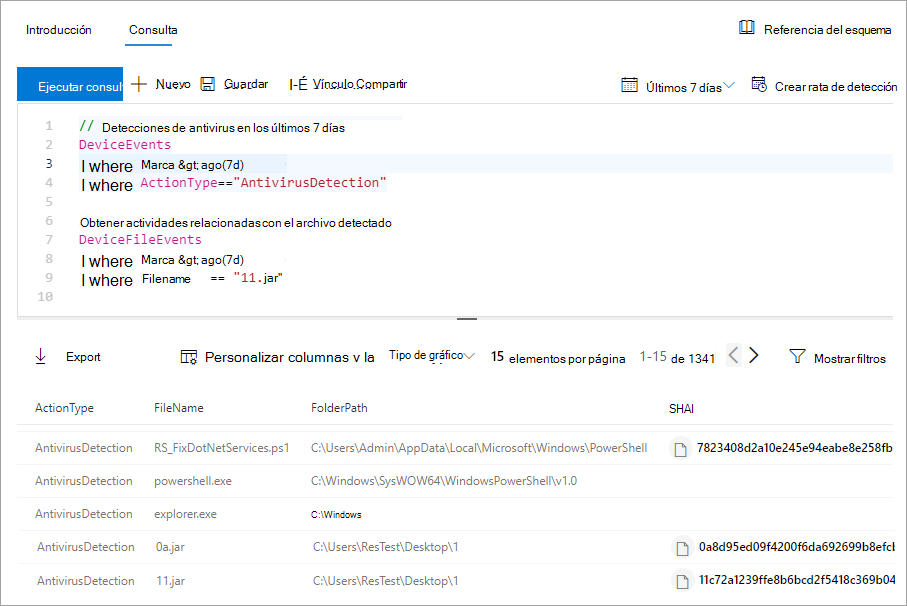 Introducción Consulta Referencia del esquema
Ejecutar consul Nuevo Guardar I-É Vínculo Compartir Últimos 7 días Crear rata de detección
1 // Detecciones de antivirus en los últimos 7 días
2 DeviceEvents
3 | where Marca &gt; ago(7d)
4 | where ActionType=="AntivirusDetection"
5
6 Obtener actividades relacionadas con el archivo detectado
7 DeviceFileEvents
8 | where Marca &gt; ago(7d)
9 | where Filename == "11.jar"
10
Export Personalizar columnas v la Tipo de gráfico 15 elementos por página 1-15 de 1341 Mostrar filtros
ActionType FileName FolderPath SHAI
AntivirusDetection RS_FixDotNetServices.ps1 C:\Users\Admin\AppData\Local\Microsoft\Windows\PowerShell 7823408d2a10e245e94eabe8e258fb
AntivirusDetection powershell.exe C:\Windows\SysWOW64\WindowsPowerShell\v1.0
AntivirusDetection explorer.exe C:\Windows
AntivirusDetection 0a.jar C:\Users\ResTest\Desktop\1 0a8d95ed09f4200f6da692699b8efcb
AntivirusDetection 11.jar C:\Users\ResTest\Desktop\1 11c72a1239ffe8b6bcd2f5418c369b04